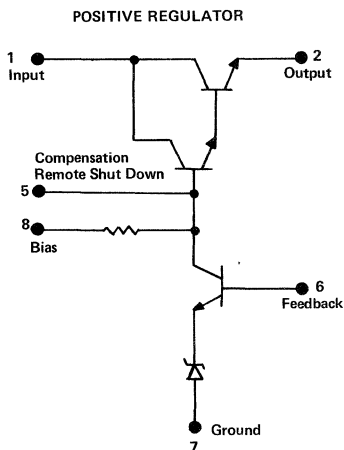 POSITIVE REGULATOR
1
Input
2
Output
Compensation
Remote Shut Down
5
8
Bias
6
Feedback
Ground
7